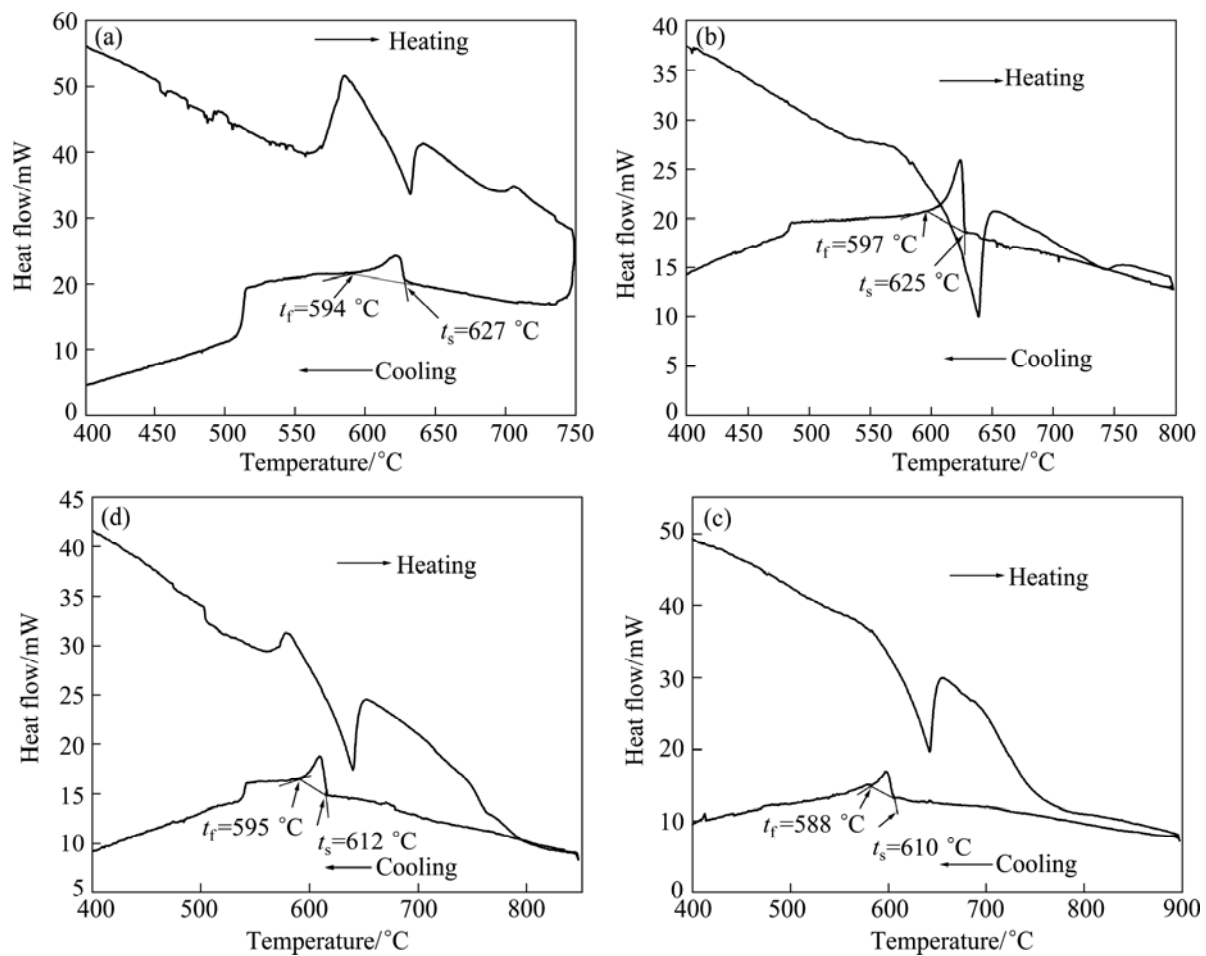 (a)
Heating
Heat flow/mW
60
50
40
30
20
10
0
tf=594 °C
ts=627 °C
Cooling
400 450 500 550 600 650 700 750
Temperature/°C
(b)
Heating
Heat flow/mW
40
35
30
25
20
15
10
5
0
tf=597 °C
ts=625 °C
Cooling
400 450 500 550 600 650 700 750 800
Temperature/°C
(d)
Heating
Heat flow/mW
45
40
35
30
25
20
15
10
5
tf=595 °C
ts=612 °C
Cooling
400 500 600 700 800
Temperature/°C
(c)
Heating
Heat flow/mW
50
40
30
20
10
0
tf=588 °C
ts=610 °C
Cooling
400 500 600 700 800 900
Temperature/°C